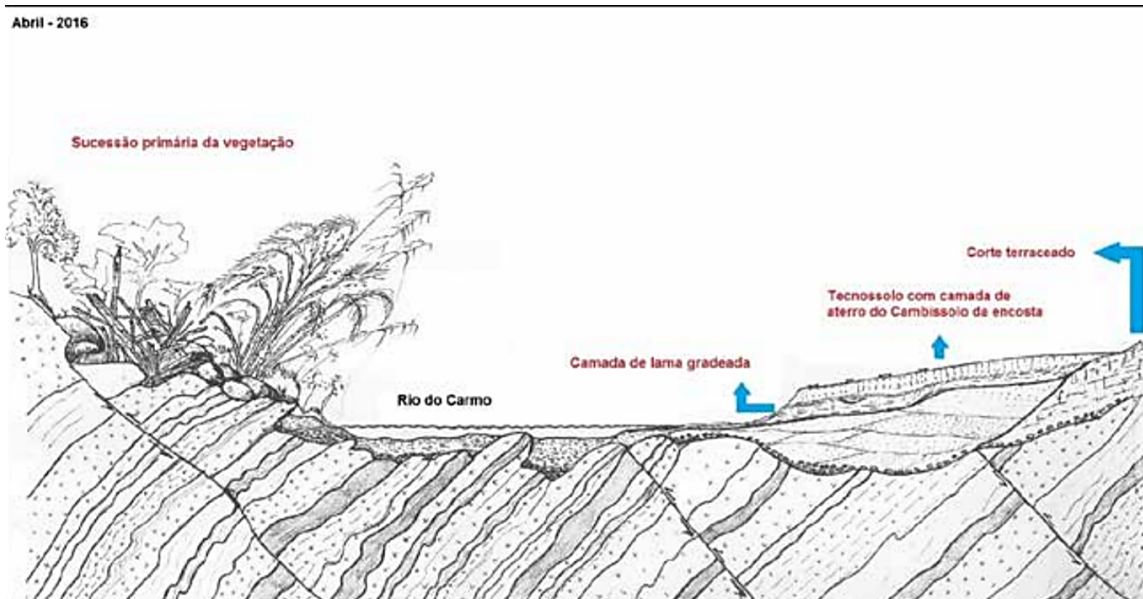 Abril - 2016
Sucessão primária da vegetação
Corte terraceado
Tecnossolo com camada de
aterro do Cambissolo da encosta
Camada de lama gradeada
Rio do Carmo